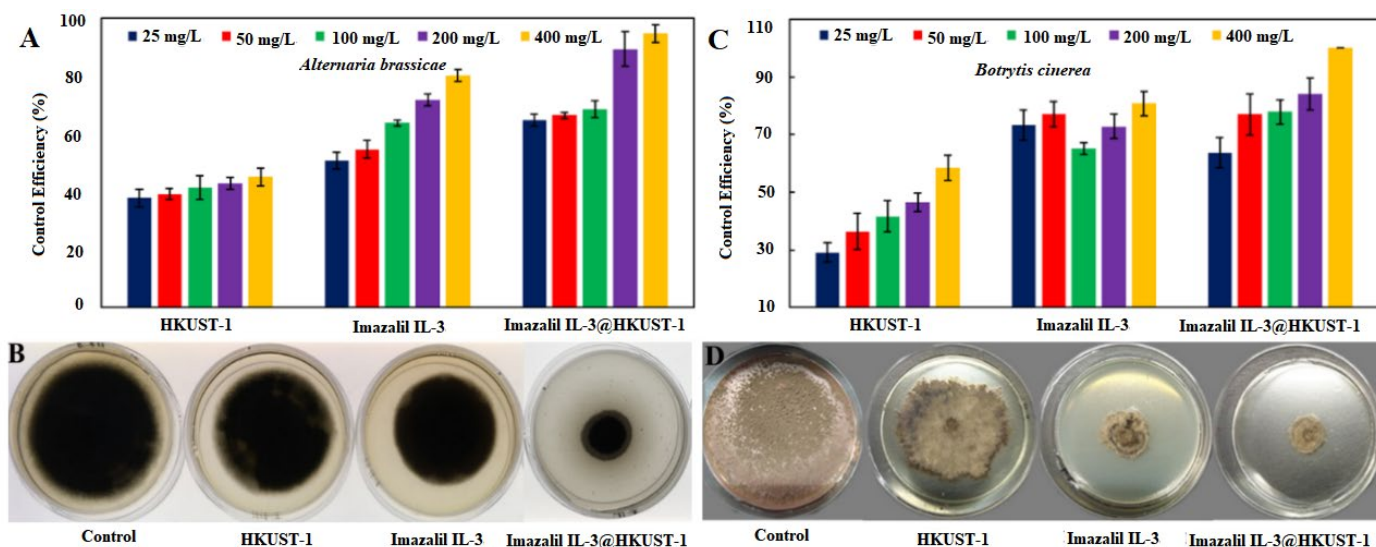 A
25 mg/L 50 mg/L 100 mg/L 200 mg/L 400 mg/L
Alternaria brassicae
Control Efficiency (%)
100
80
60
40
20
0
HKUST-1 Imazalil IL-3 Imazalil IL-3@HKUST-1
C
25 mg/L 50 mg/L 100 mg/L 200 mg/L 400 mg/L
Botrytis cinerea
Control Efficiency (%)
110
90
70
50
30
10
HKUST-1 Imazalil IL-3 Imazalil IL-3@HKUST-1
B
Control HKUST-1 Imazalil IL-3 Imazalil IL-3@HKUST-1
D
Control HKUST-1 Imazalil IL-3 Imazalil IL-3@HKUST-1